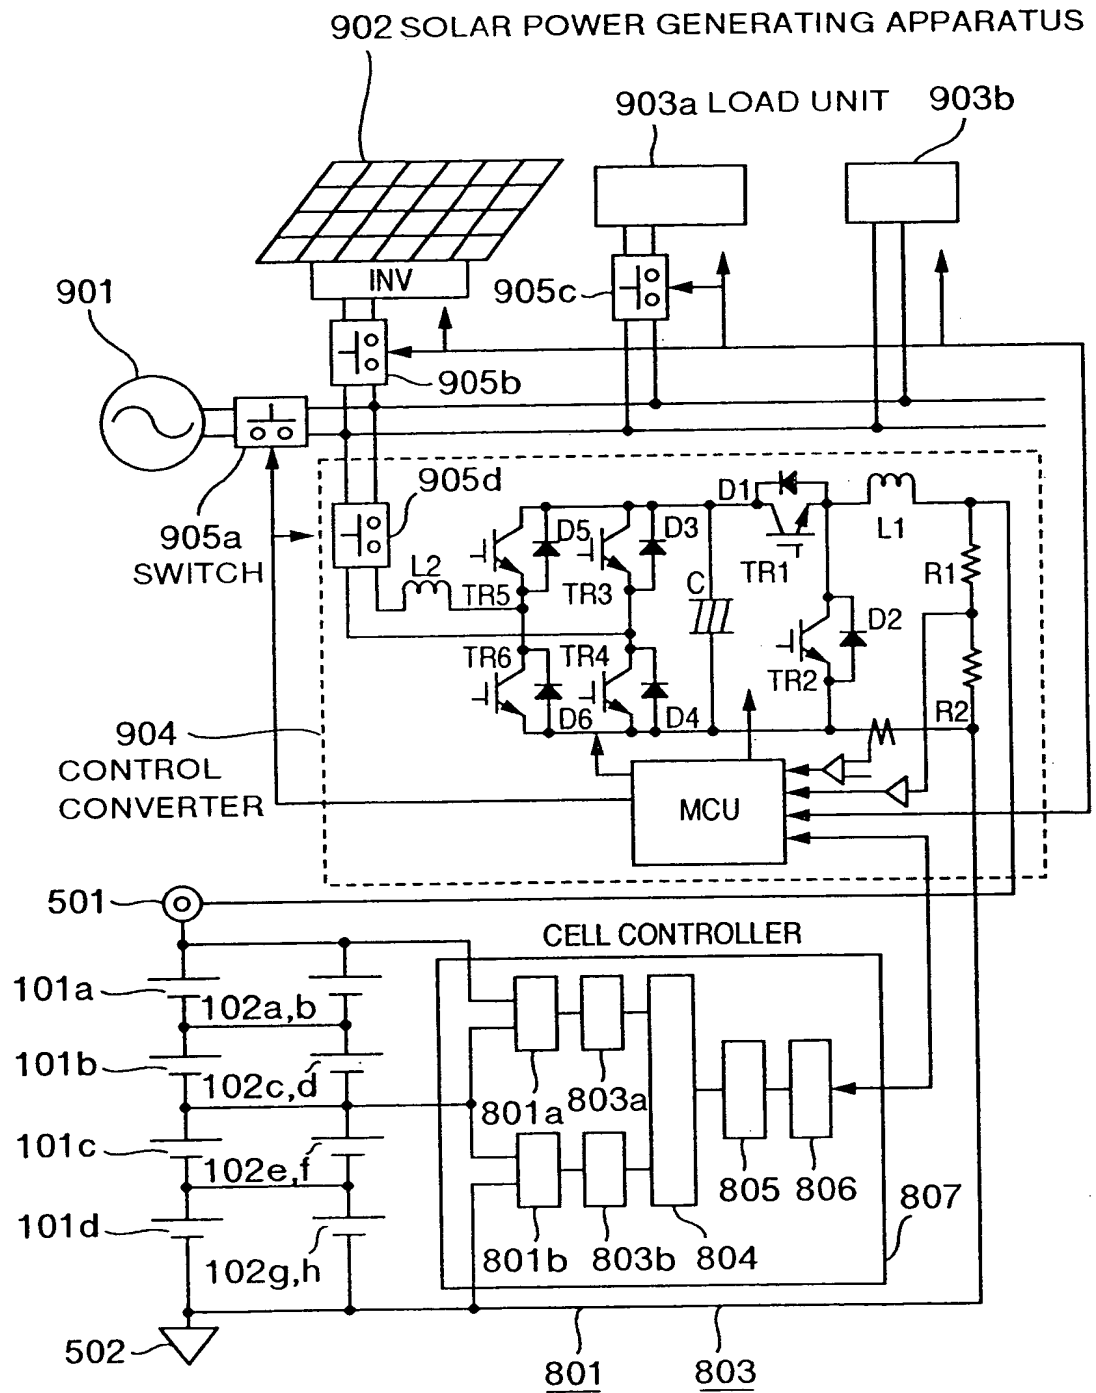 902 SOLAR POWER GENERATING APPARATUS
903a LOAD UNIT
903b
INV
901
905c
905b
905d
905a
SWITCH
D1
L1
D5
D3
TR1
R1
L2
TR5
TR3
C
D2
TR6
TR4
TR2
R2
D6
D4
904
CONTROL
CONVERTER
MCU
501
CELL CONTROLLER
101a
102a,b
101b
102c,d
801a
803a
101c
102e,f
805
806
807
101d
102g,h
801b
803b
804
502
801
803